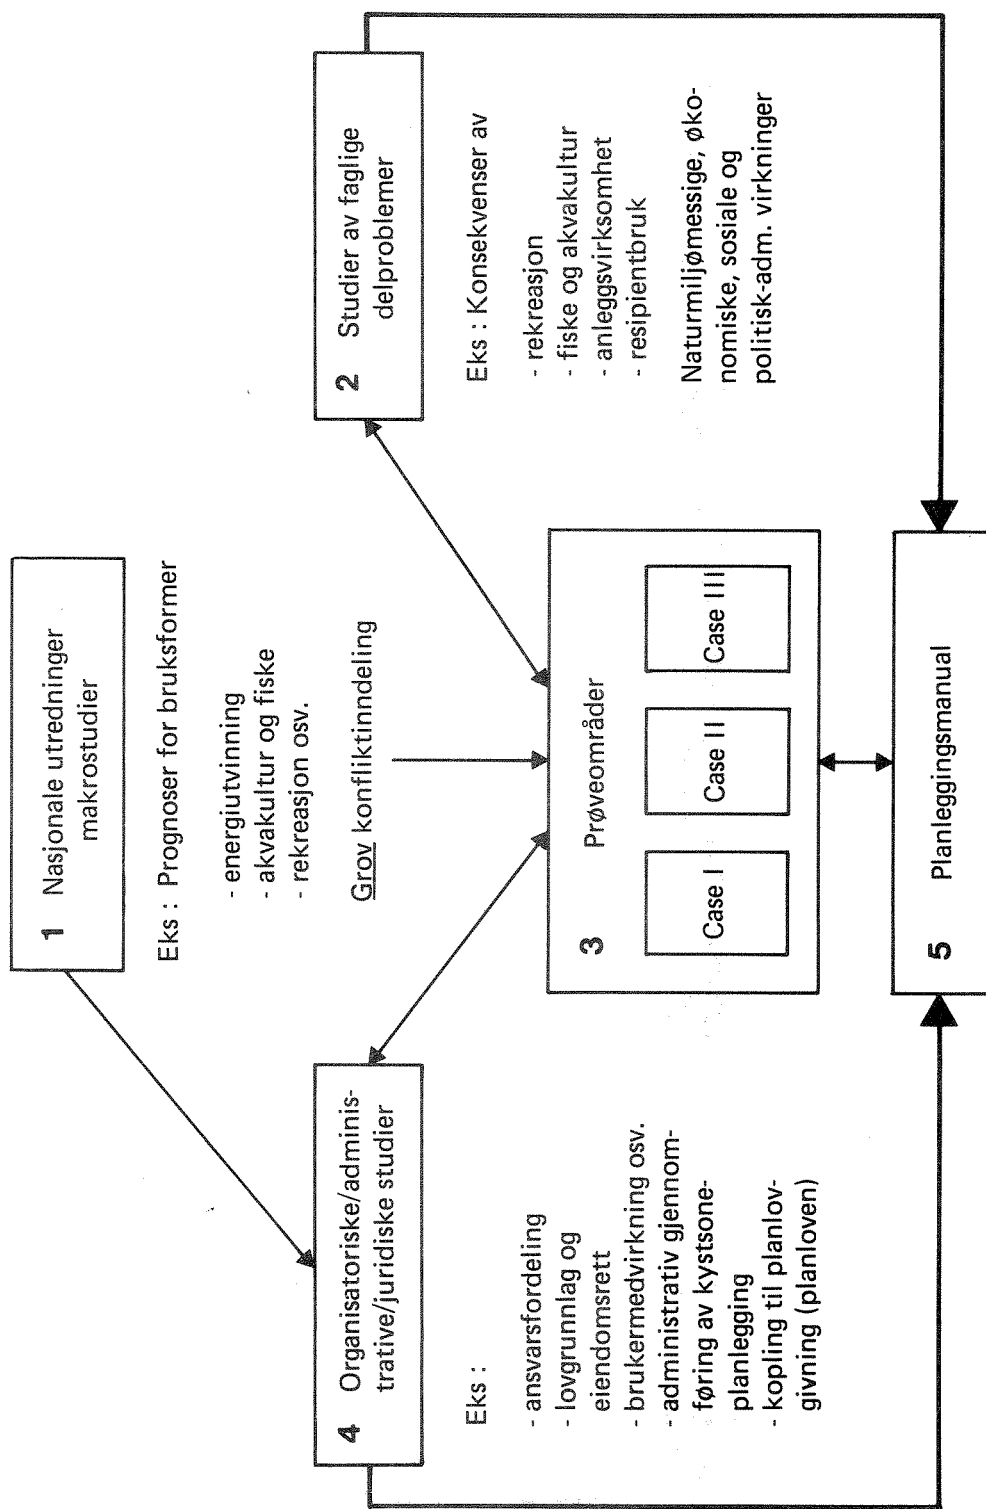 1 Nasjonale utredninger
makrostudier
Eks : Prognoser for bruksformer
- energiutvinning
- akvakultur og fiske
- rekreasjon osv.
Grov konfliktinndeling
4 Organisatoriske/adminis-
trative/juridiske studier
Eks :
- ansvarsfordeling
- lovgrunnlag og
eiendomsrett
- brukermedvirkning osv.
- administrativ gjennom-
føring av kystsone-
planlegging
- kopling til planlov-
givning (planloven)
2 Studier av faglige
delproblemer
Eks : Konsekvenser av
- rekreasjon
- fiske og akvakultur
- anleggsvirksomhet
- resipientbruk
Naturmiljømessige, øko-
nomiske, sosiale og
politisk-adm. virkninger
3 Prøveområder
Case I
Case II
Case III
5 Planleggingsmanual